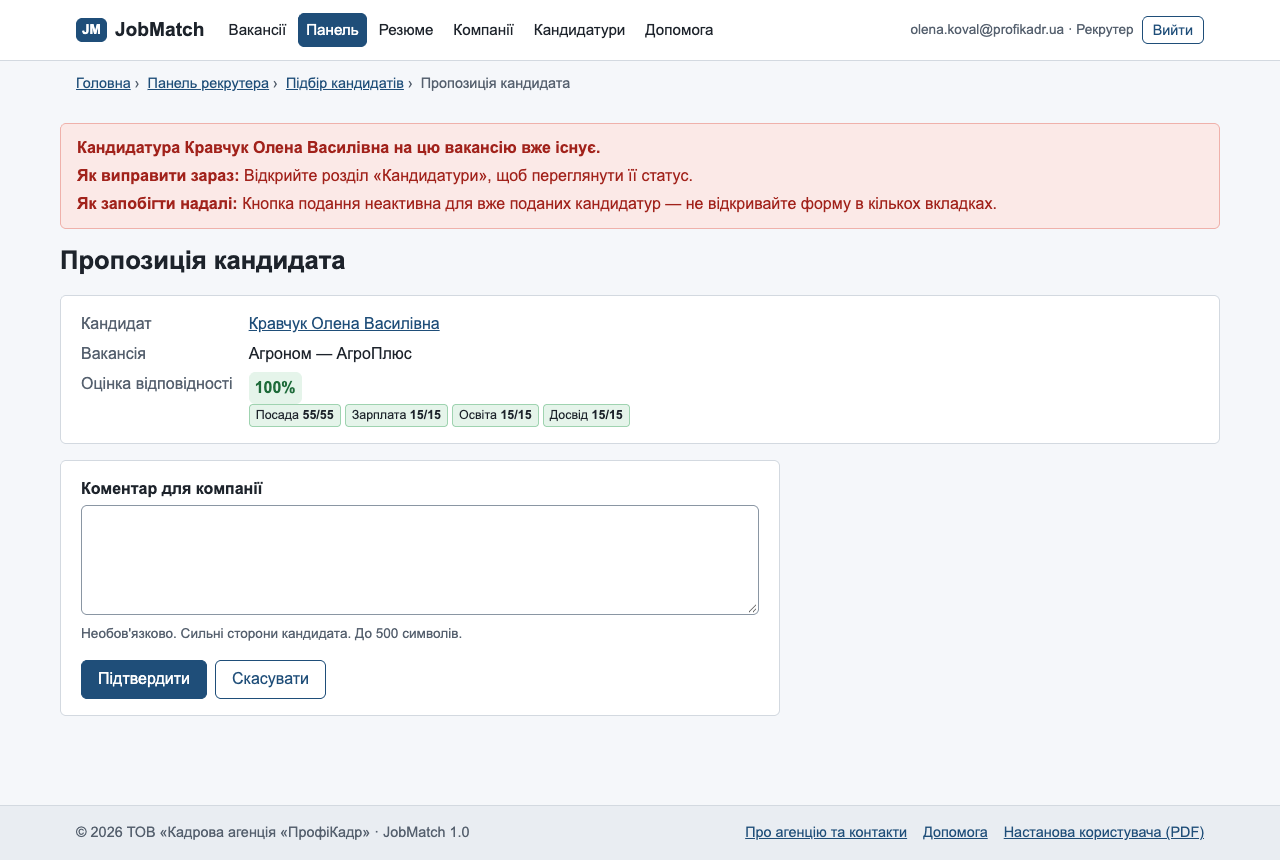 JM JobMatch Вакансії Панель Резюме Компанії Кандидатури Допомога olena.koval@profikadr.ua · Рекрутер Вийти
Головна › Панель рекрутера › Підбір кандидатів › Пропозиція кандидата
Кандидатура Кравчук Олена Василівна на цю вакансію вже існує.
Як виправити зараз: Відкрийте розділ «Кандидатури», щоб переглянути її статус.
Як запобігти надалі: Кнопка подання неактивна для вже поданих кандидатур — не відкривайте форму в кількох вкладках.
Пропозиція кандидата
Кандидат Кравчук Олена Василівна
Вакансія Агроном — АгроПлюс
Оцінка відповідності 100%
Посада 55/55 Зарплата 15/15 Освіта 15/15 Досвід 15/15
Коментар для компанії
Необов'язково. Сильні сторони кандидата. До 500 символів.
Підтвердити Скасувати
© 2026 ТОВ «Кадрова агенція «ПрофіКадр» · JobMatch 1.0 Про агенцію та контакти Допомога Настанова користувача (PDF)